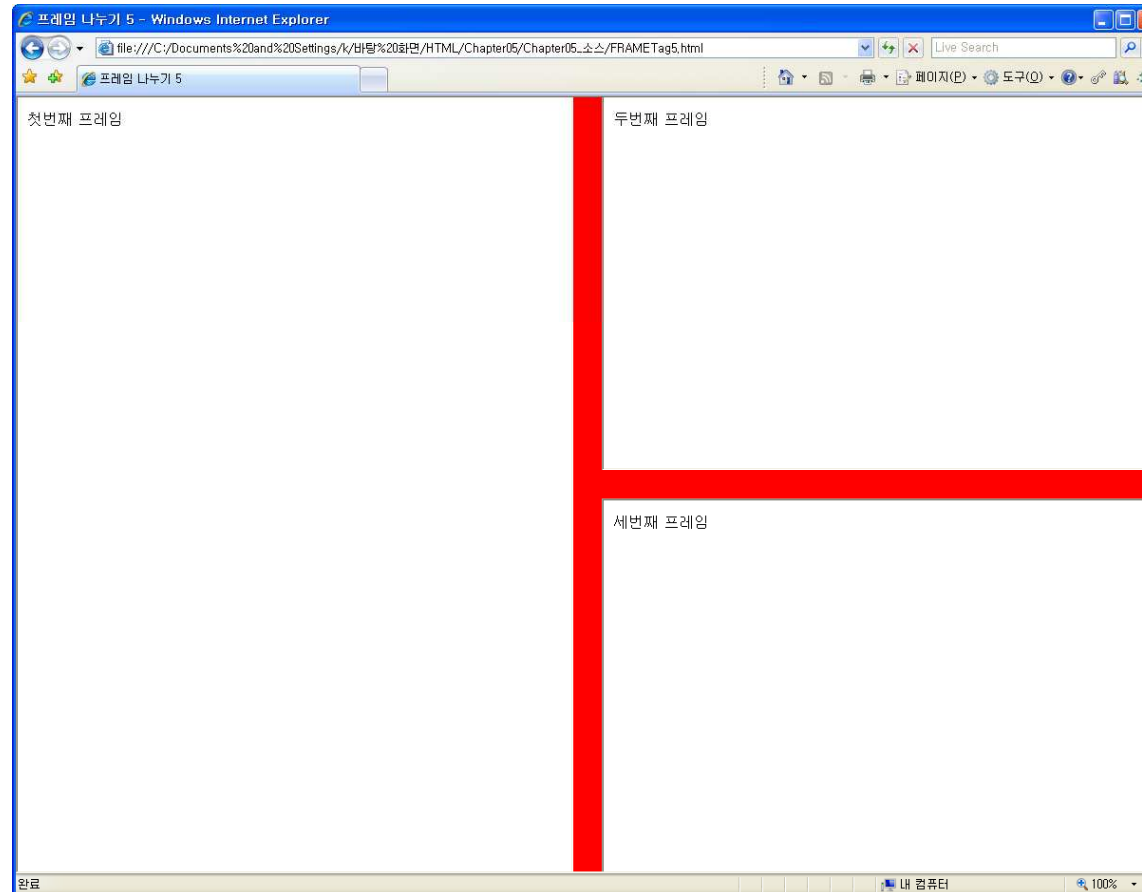 프레임 나누기 5 - Windows Internet Explorer
file:///C:/Documents%20and%20Settings/k/바탕%20화면/HTML/Chapter05/Chapter05_소스/FRAMETag5.html
Live Search
프레임 나누기 5
페이지(P)
도구(O)
첫번째 프레임
두번째 프레임
세번째 프레임
완료
내 컴퓨터
100%